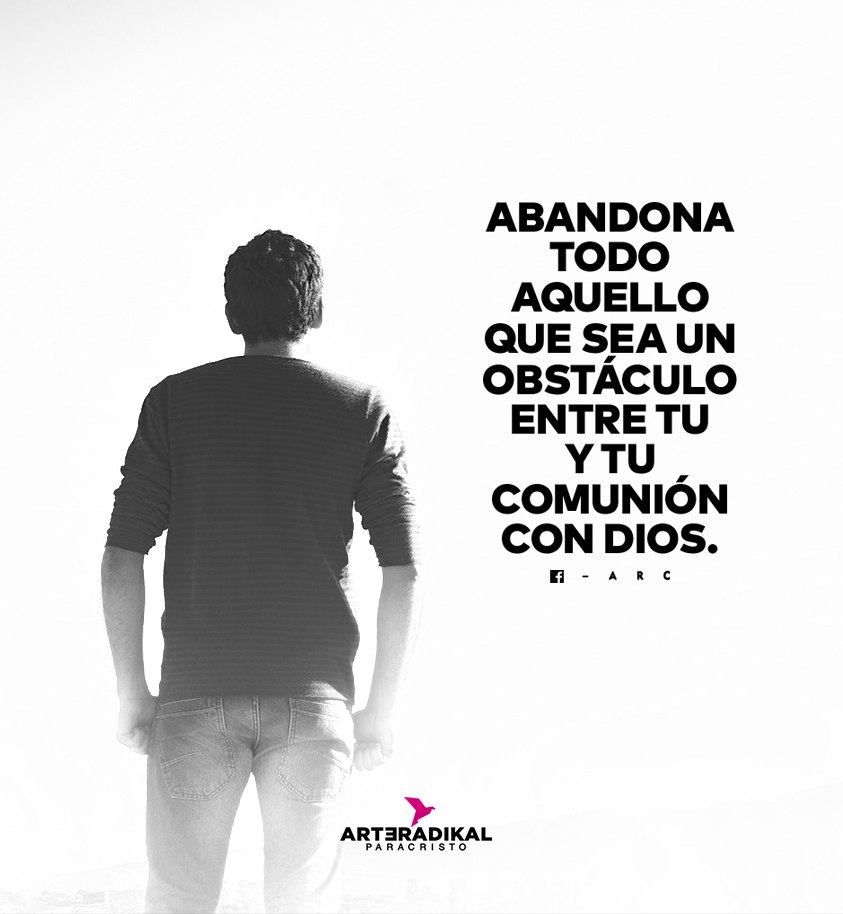 ABANDONA
TODO
AQUELLO
QUE SEA UN
OBSTÁCULO
ENTRE TU
Y TU
COMUNIÓN
CON DIOS.
f - A R C
ARTERADIKAL
PARACRISTO